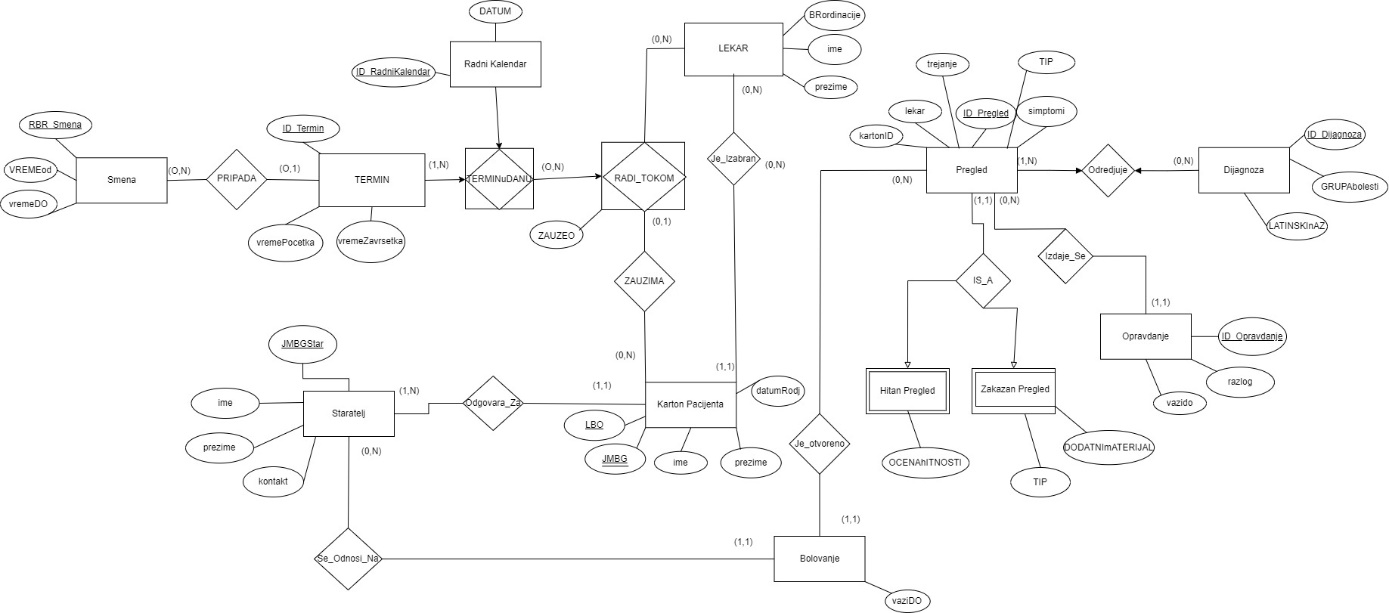 DATUM
(0,N)
LEKAR
BRordinacije
ime
prezime
Radni Kalendar
ID_RadniKalendar
(0,N)
trejanje
TIP
lekar
ID_Pregled
simptomi
kartonID
RBR_Smena
ID_Termin
ID_Dijagnoza
VREMEod
vremeDO
Smena
(O,N)
PRIPADA
(O,1)
TERMIN
(1,N)
TERMINuDANU
(O,N)
RADI_TOKOM
Je_Izabran
(0,N)
Pregled
(1,N)
(0,N)
Odredjuje
(0,N)
Dijagnoza
GRUPAbolesti
LATINSKInAZ
vremePocetka
vremeZavrsetka
ZAUZEO
(0,1)
(1,1)
(0,N)
Izdaje_Se
ZAUZIMA
IS_A
(1,1)
Opravdanje
ID_Opravdanje
razlog
vazido
JMBGStar
(0,N)
(1,1)
Hitan Pregled
Zakazan Pregled
ime
Staratelj
(1,N)
Odgovara_Za
(1,1)
Karton Pacijenta
datumRodj
prezime
kontakt
(0,N)
LBO
JMBG
ime
prezime
Je_otvoreno
OCENAhITNOSTI
DODATNImATERIJAL
TIP
Se_Odnosi_Na
(1,1)
(1,1)
Bolovanje
vaziDO